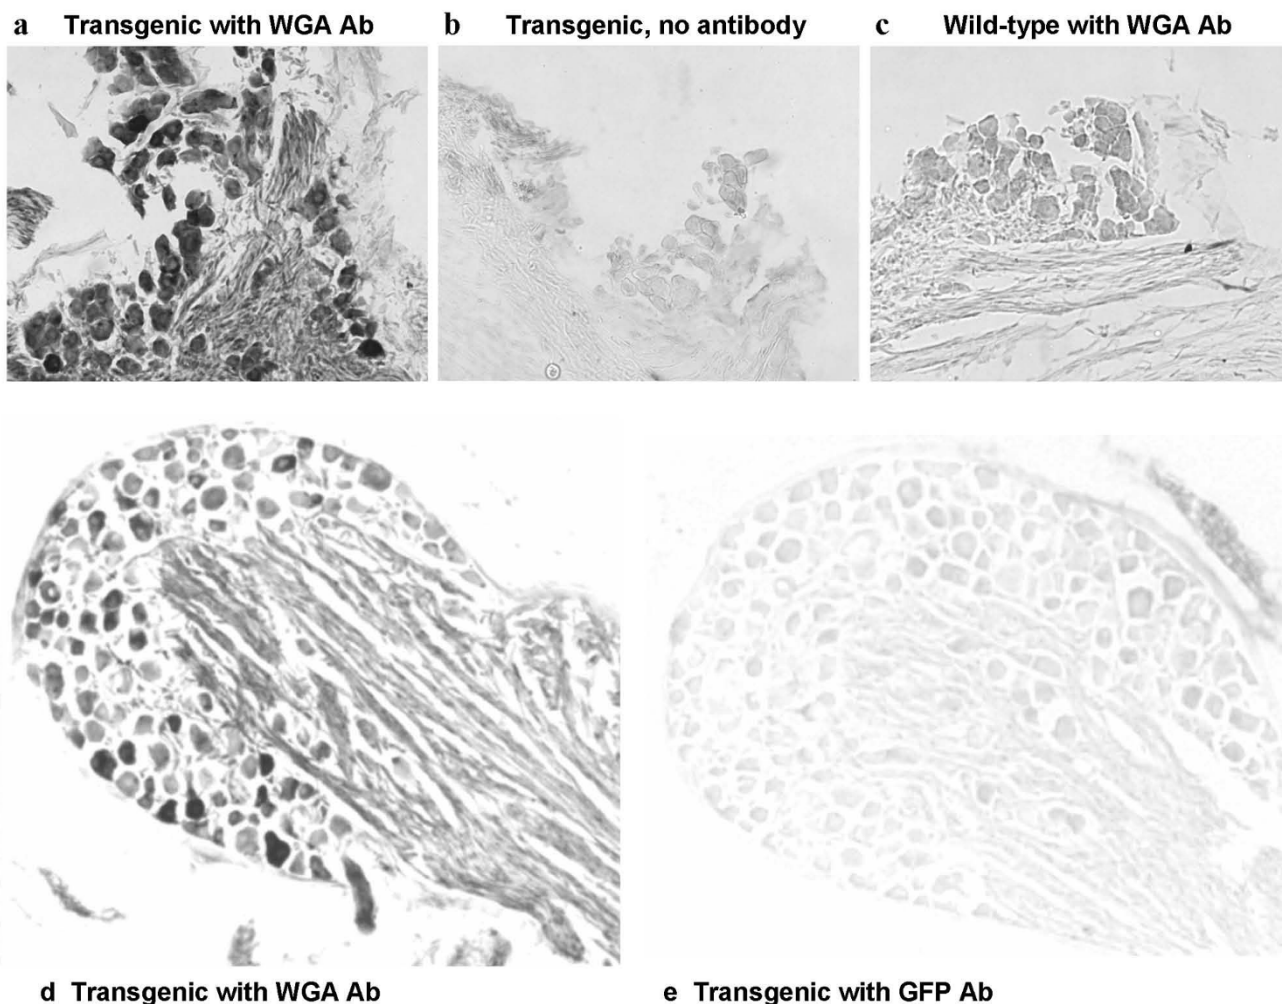 a Transgenic with WGA Ab
b Transgenic, no antibody
c Wild-type with WGA Ab
d Transgenic with WGA Ab
e Transgenic with GFP Ab